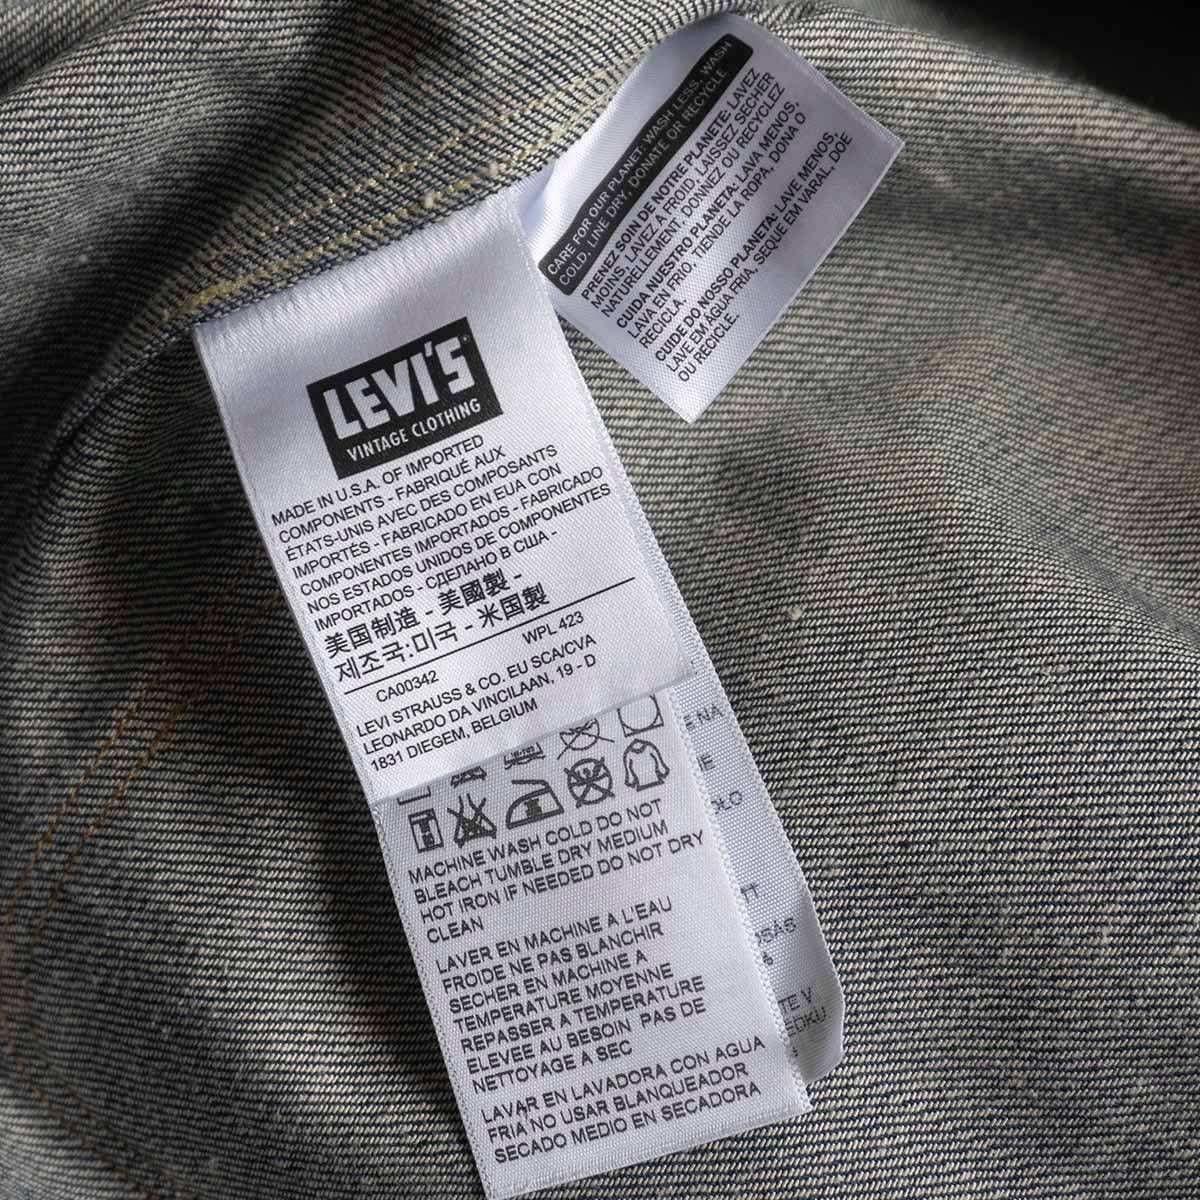 CARE FOR OUR PLANET: WASH LESS, WASH
COLD, LINE DRY, DONATE OR RECYCLE
PRENEZ SOIN DE NOTRE PLANETE: LAVEZ
MOINS, LAVEZ A FROID, LAISSEZ SÉCHER
NATURELLEMENT, DONNEZ OU RECYCLEZ
CUIDA NUESTRO PLANETA: LAVA MENOS,
LAVA EN FRIO. TIENDE LA ROPA, DONA O
RECICLA.
CUIDE DO NOSSO PLANETA: LAVE MENOS,
LAVE EM ÁGUA FRIA, SEQUE EM VARAL, DOE
OU RECICLE.
LEVI'S
VINTAGE CLOTHING
MADE IN U.S.A. OF IMPORTED
COMPONENTS - FABRIQUÉ AUX
ÉTATS-UNIS AVEC DES COMPOSANTS
IMPORTÉS - FABRICADO EN EUA CON
COMPONENTES IMPORTADOS - FABRICADO
NOS ESTADOS UNIDOS DE COMPONENTES
IMPORTADOS - СДЕЛАНО В США -
美国制造 - 美國製 -
제조국:미국 - 米国製
CA00342 WPL 423
LEVI STRAUSS & CO. EU SCA/CVA
LEONARDO DA VINCILAAN, 19 - D
1831 DIEGEM, BELGIUM
MACHINE WASH COLD DO NOT
BLEACH TUMBLE DRY MEDIUM
HOT IRON IF NEEDED DO NOT DRY
CLEAN
LAVER EN MACHINE A L'EAU
FROIDE NE PAS BLANCHIR
SECHER EN MACHINE A
TEMPERATURE MOYENNE
REPASSER A TEMPERATURE
ELEVEE AU BESOIN PAS DE
NETTOYAGE A SEC
LAVAR EN LAVADORA CON AGUA
FRIA NO USAR BLANQUEADOR
SECADO MEDIO EN SECADORA